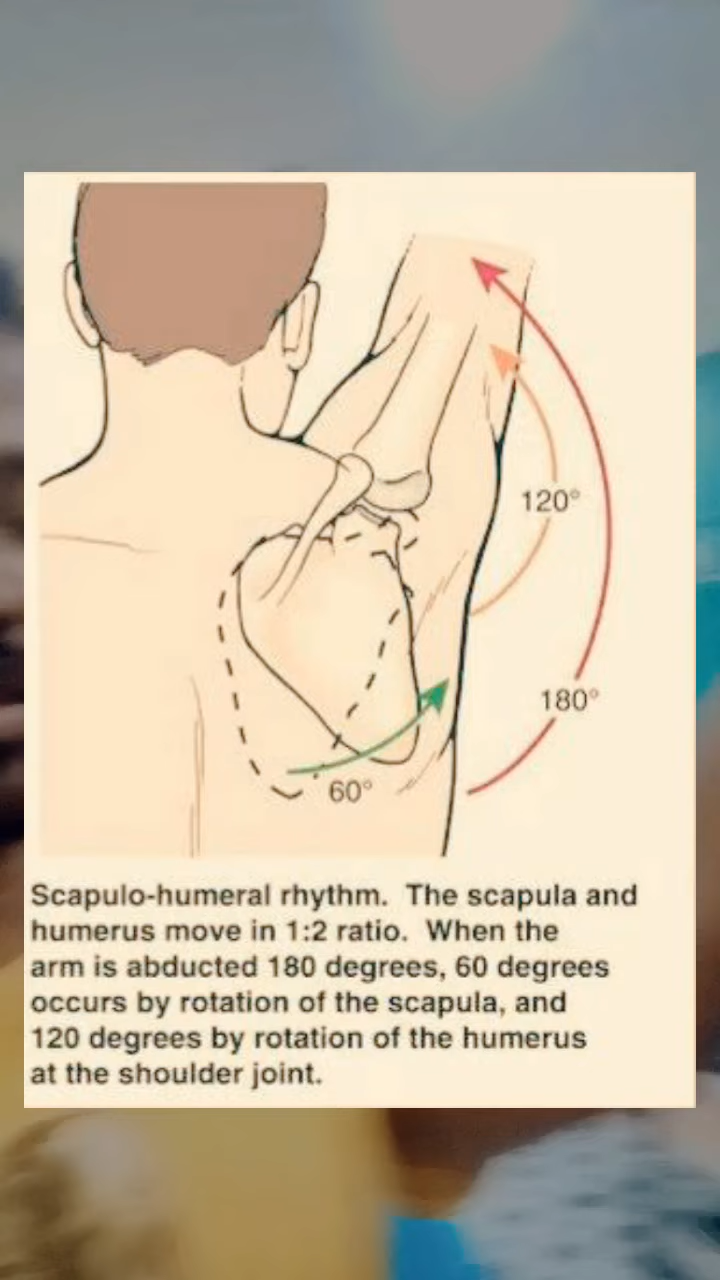 120°
180°
60°
Scapulo-humeral rhythm. The scapula and
humerus move in 1:2 ratio. When the
arm is abducted 180 degrees, 60 degrees
occurs by rotation of the scapula, and
120 degrees by rotation of the humerus
at the shoulder joint.